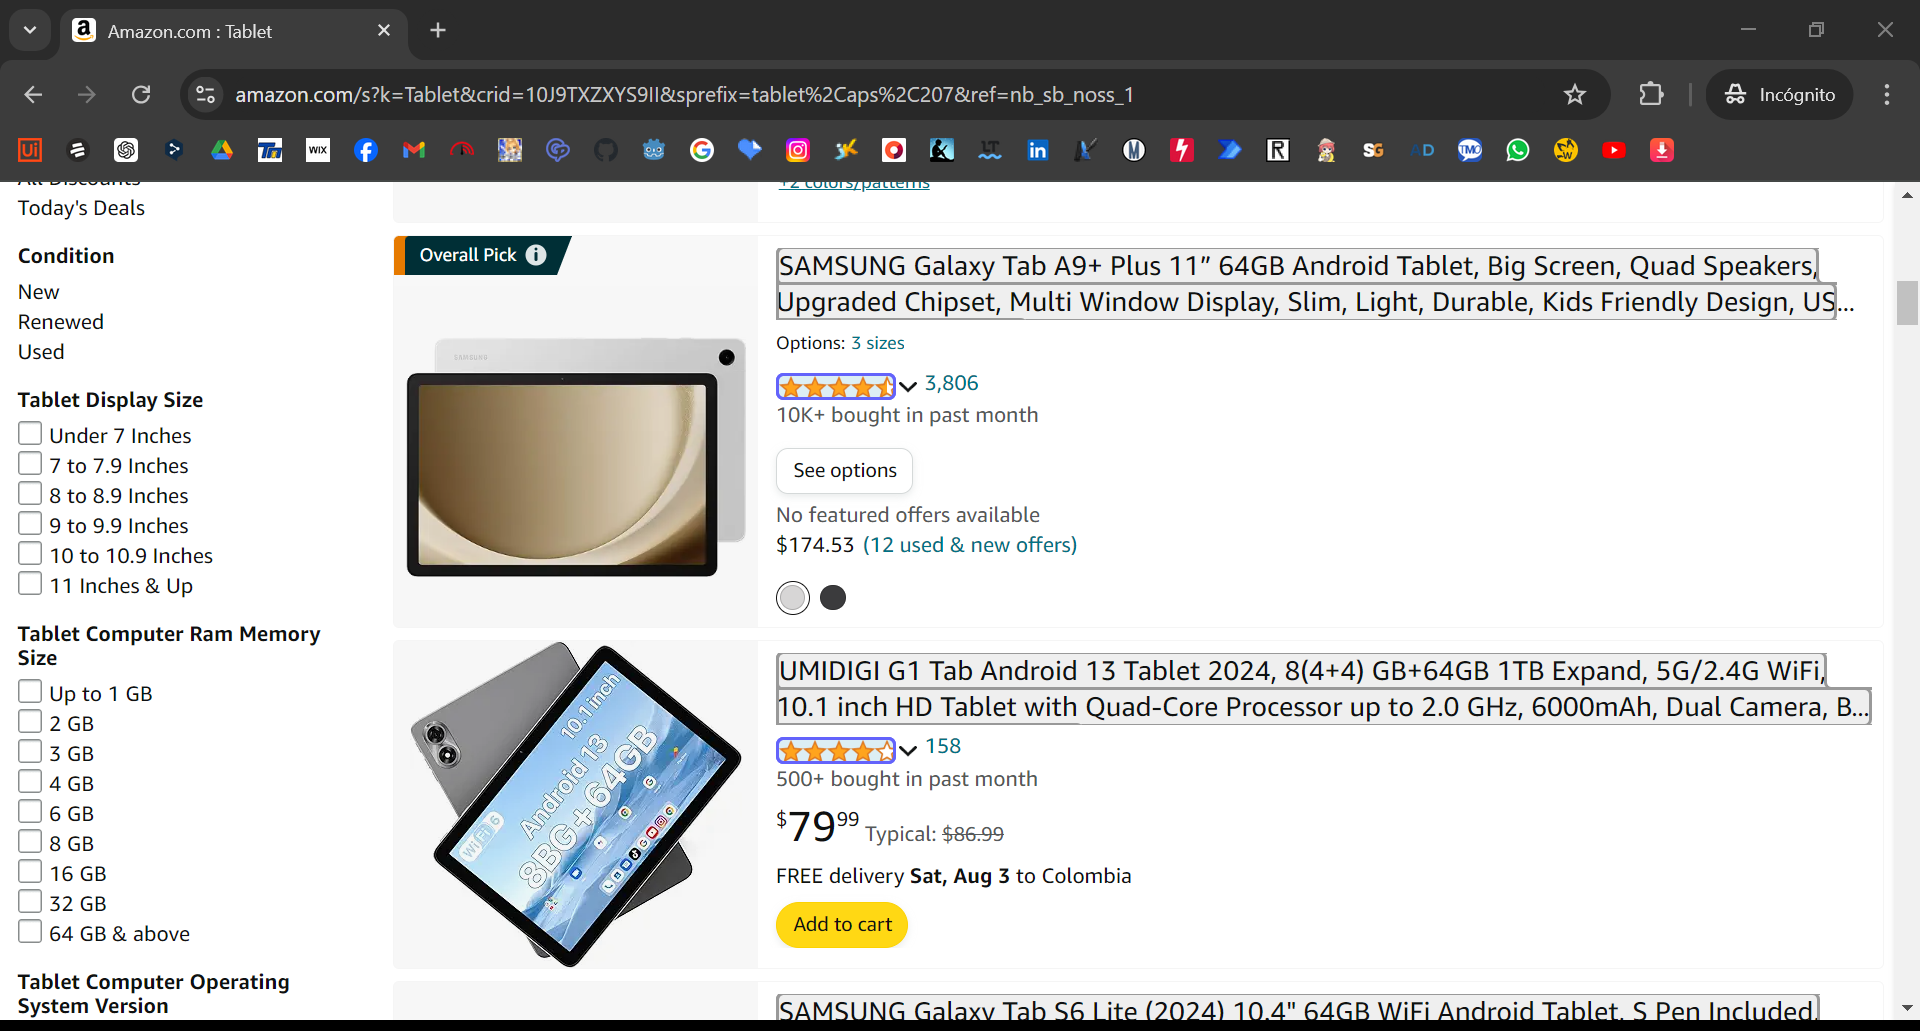 Amazon.com : Tablet
amazon.com/s?k=Tablet&crid=10J9TXZXYS9II&sprefix=tablet%2Caps%2C207&ref=nb_sb_noss_1
Incógnito
All Discounts
Today's Deals
Condition
New
Renewed
Used
Tablet Display Size
Under 7 Inches
7 to 7.9 Inches
8 to 8.9 Inches
9 to 9.9 Inches
10 to 10.9 Inches
11 Inches & Up
Tablet Computer Ram Memory
Size
Up to 1 GB
2 GB
3 GB
4 GB
6 GB
8 GB
16 GB
32 GB
64 GB & above
Tablet Computer Operating
System Version
+2 colors/patterns
Overall Pick
SAMSUNG
SAMSUNG Galaxy Tab A9+ Plus 11” 64GB Android Tablet, Big Screen, Quad Speakers,
Upgraded Chipset, Multi Window Display, Slim, Light, Durable, Kids Friendly Design, US...
Options: 3 sizes
3,806
10K+ bought in past month
See options
No featured offers available
$174.53 (12 used & new offers)
10.1 inch
Android 13
8BG+64GB
WiFi 6
UMIDIGI G1 Tab Android 13 Tablet 2024, 8(4+4) GB+64GB 1TB Expand, 5G/2.4G WiFi,
10.1 inch HD Tablet with Quad-Core Processor up to 2.0 GHz, 6000mAh, Dual Camera, B...
158
500+ bought in past month
$79 99 Typical: $86.99
FREE delivery Sat, Aug 3 to Colombia
Add to cart
SAMSUNG Galaxy Tab S6 Lite (2024) 10.4" 64GB WiFi Android Tablet, S Pen Included,